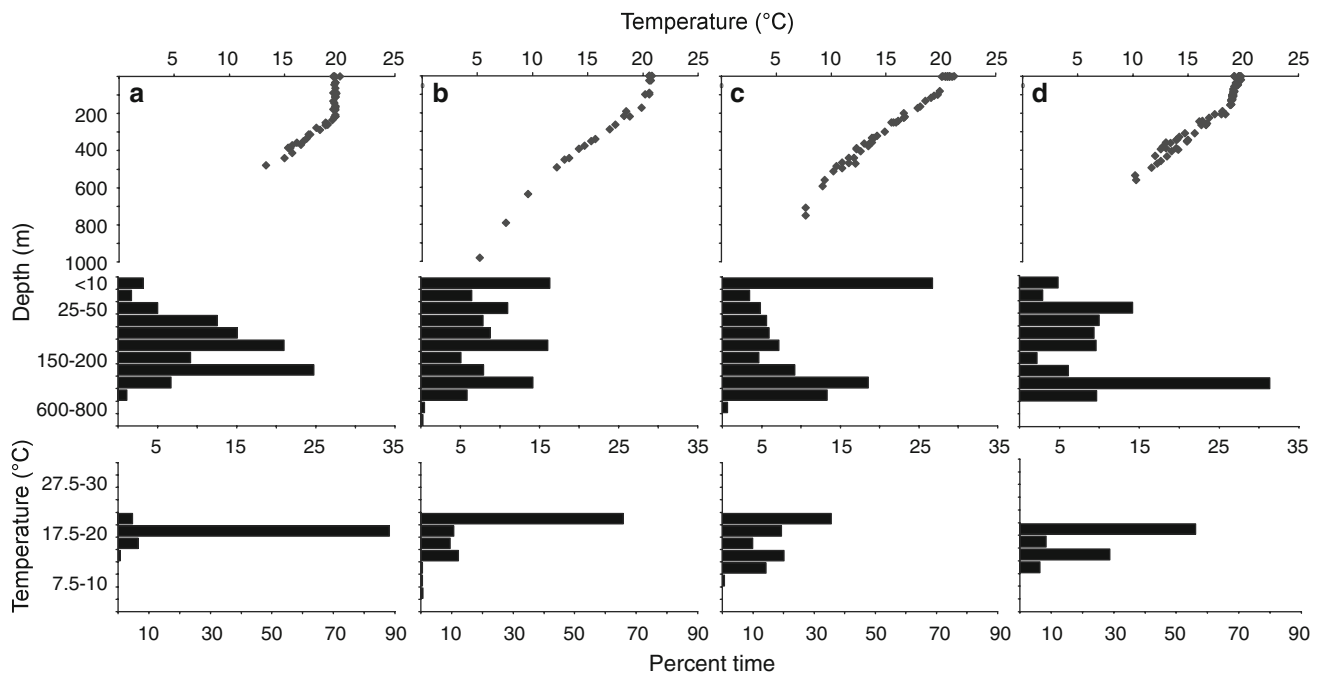 Temperature (°C)
5 10 15 20 25 5 10 15 20 25 5 10 15 20 25 5 10 15 20 25
a b c d
200
400
600
800
1000
Depth (m)
<10
25-50
150-200
600-800
5 15 25 35 5 15 25 35 5 15 25 35 5 15 25 35
Temperature (°C)
27.5-30
17.5-20
7.5-10
10 30 50 70 90 10 30 50 70 90 10 30 50 70 90 10 30 50 70 90
Percent time